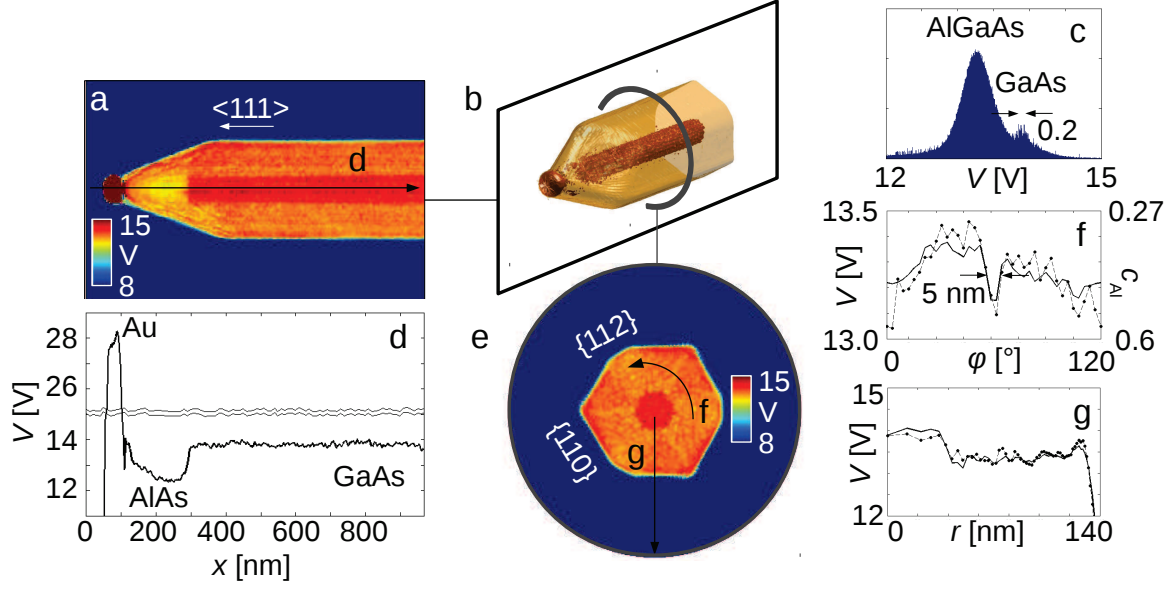 a
<111>
d
15
V
8
b
c
AlGaAs
GaAs
0.2
12
V [V]
15
d
Au
28
26
14
12
V [V]
AlAs
GaAs
0
200
400
600
800
x [nm]
e
{112}
{110}
f
g
15
V
8
f
13.5
V [V]
13.0
0.27
c_Al
0.6
5 nm
0
φ [°]
120
g
15
V [V]
12
0
r [nm]
140